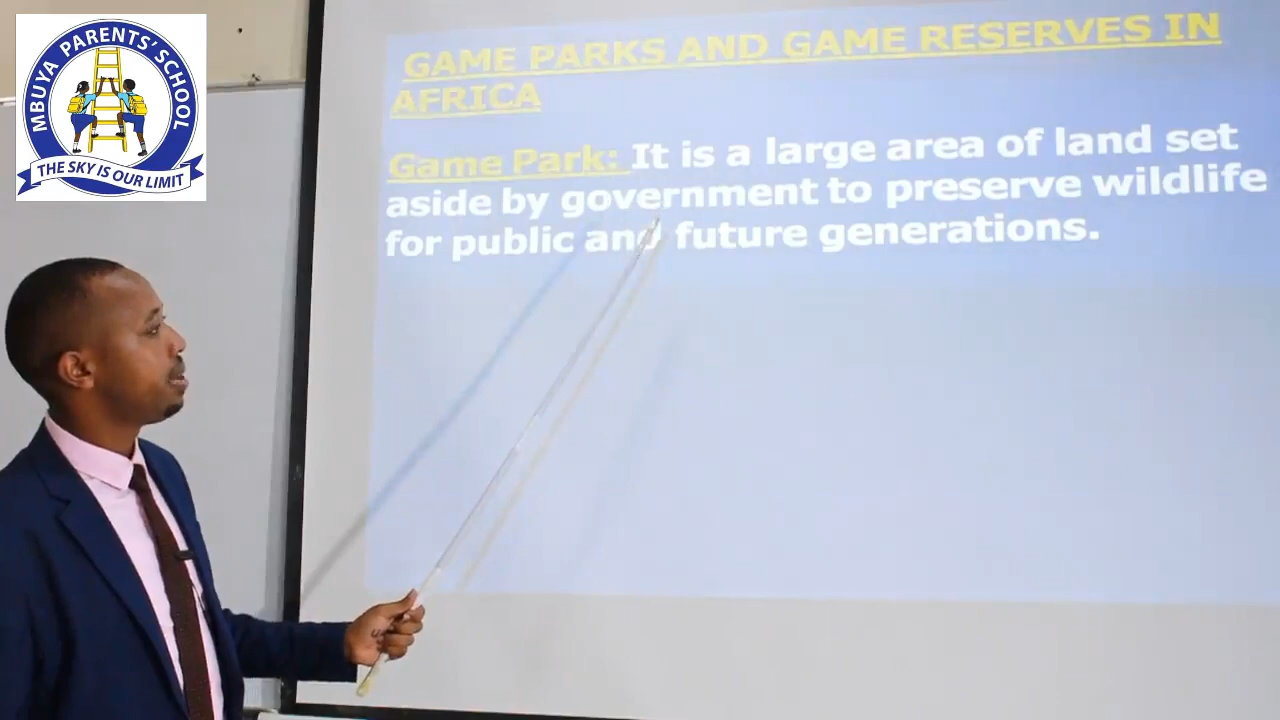 MBUYA PARENTS' SCHOOL
THE SKY IS OUR LIMIT
GAME PARKS AND GAME RESERVES IN
AFRICA
Game Park: It is a large area of land set
aside by government to preserve wildlife
for public and future generations.